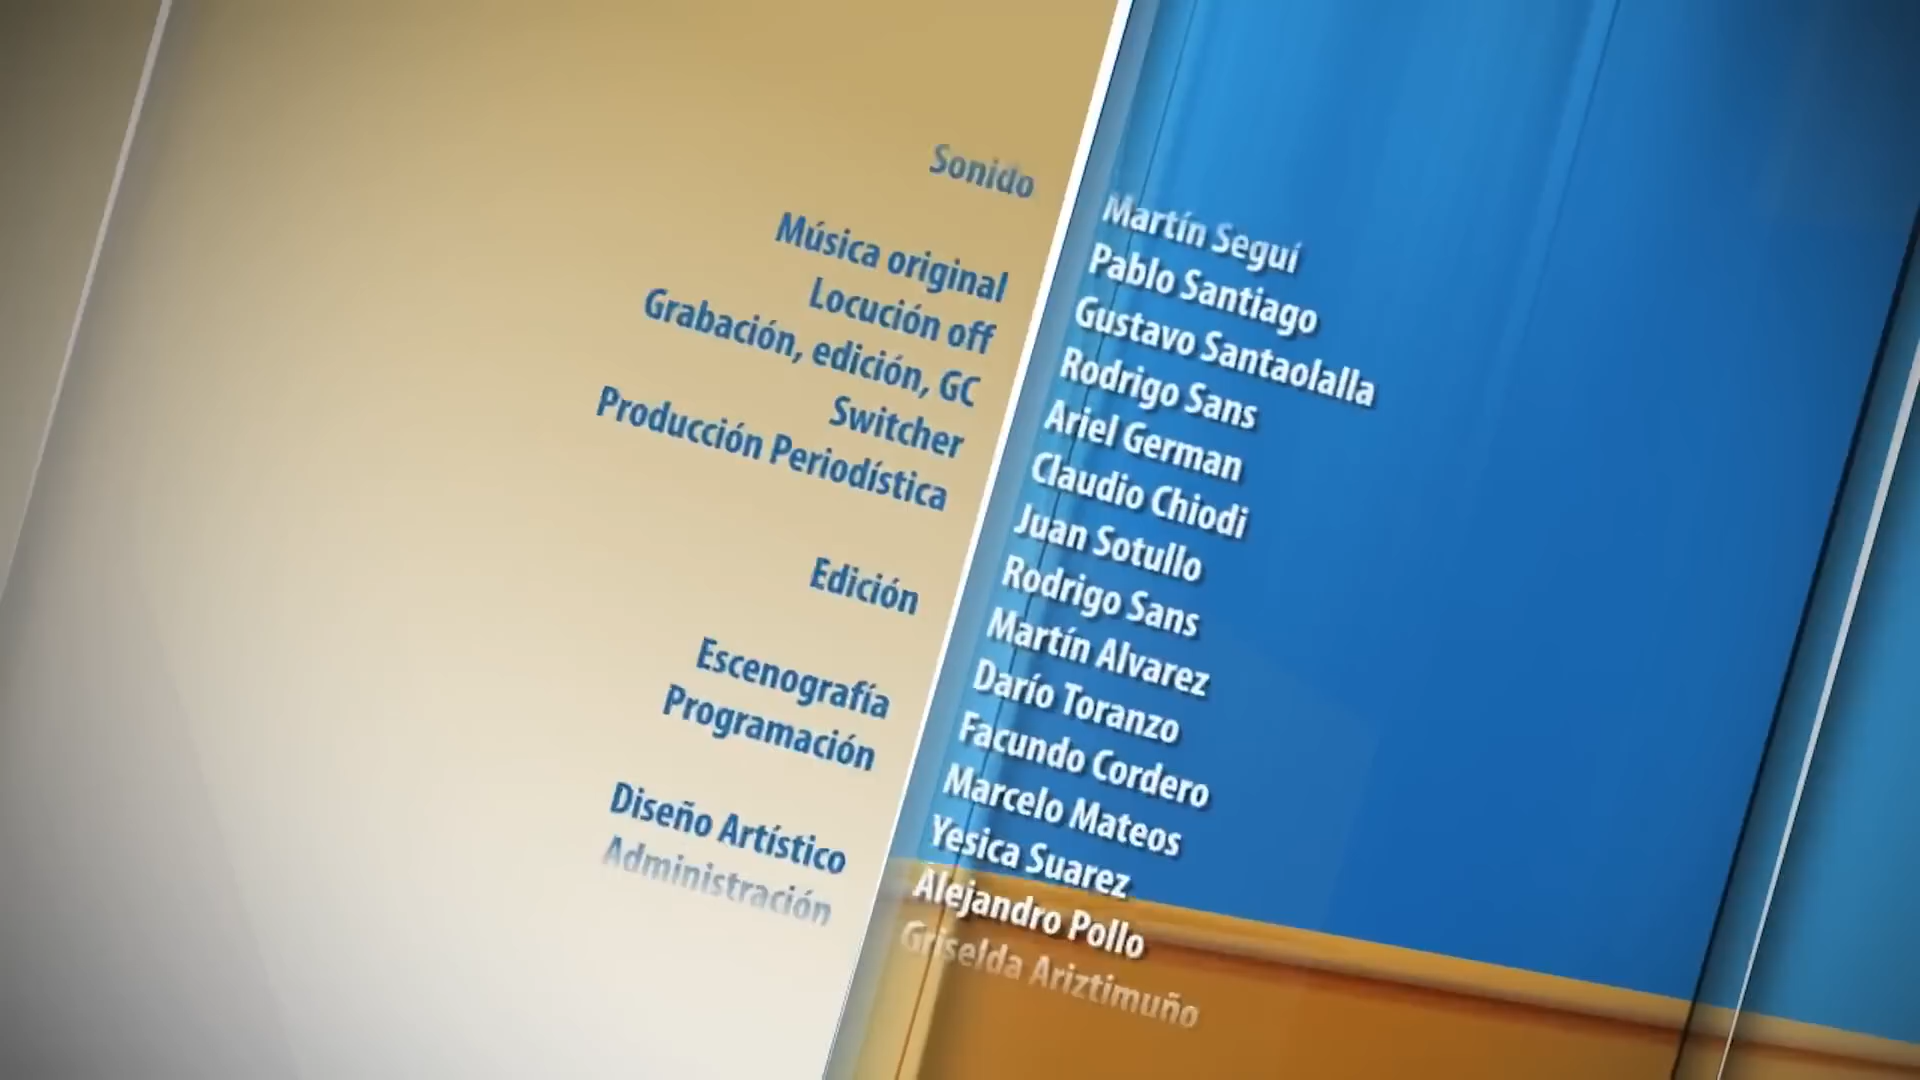 Sonido Martín Seguí
Pablo Santiago
Música original Gustavo Santaolalla
Locución off Rodrigo Sans
Grabación, edición, GC Ariel German
Switcher Claudio Chiodi
Producción Periodística Juan Sotullo
Rodrigo Sans
Edición Martín Alvarez
Darío Toranzo
Escenografía Facundo Cordero
Programación Marcelo Mateos
Yesica Suarez
Diseño Artístico Alejandro Pollo
Administración Griselda Ariztimuño